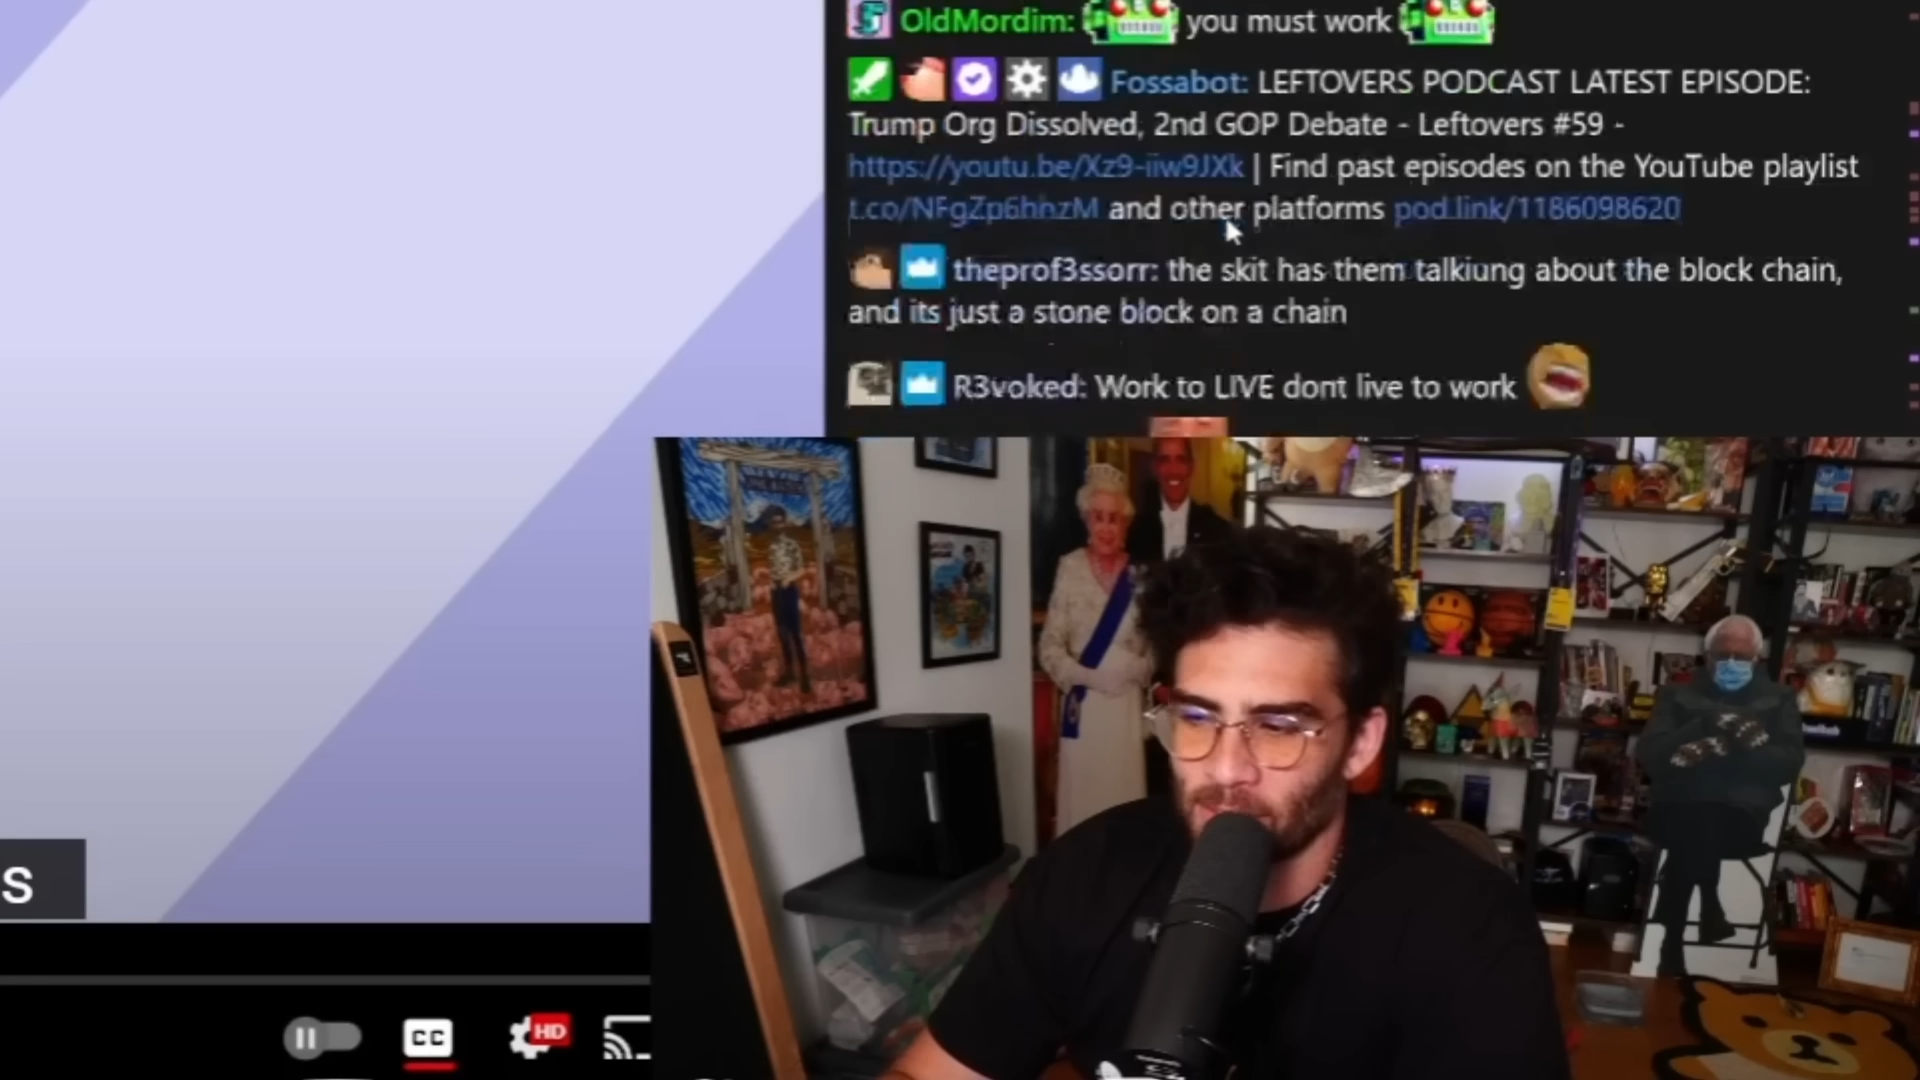 OldMordim: you must work
Fossabot: LEFTOVERS PODCAST LATEST EPISODE:
Trump Org Dissolved, 2nd GOP Debate - Leftovers #59 -
https://youtu.be/Xz9-iiw9JXk | Find past episodes on the YouTube playlist
t.co/NFgZp6hhzM and other platforms pod.link/1186098620
theprof3ssorr: the skit has them talkiung about the block chain,
and its just a stone block on a chain
R3voked: Work to LIVE dont live to work
S
CC
HD